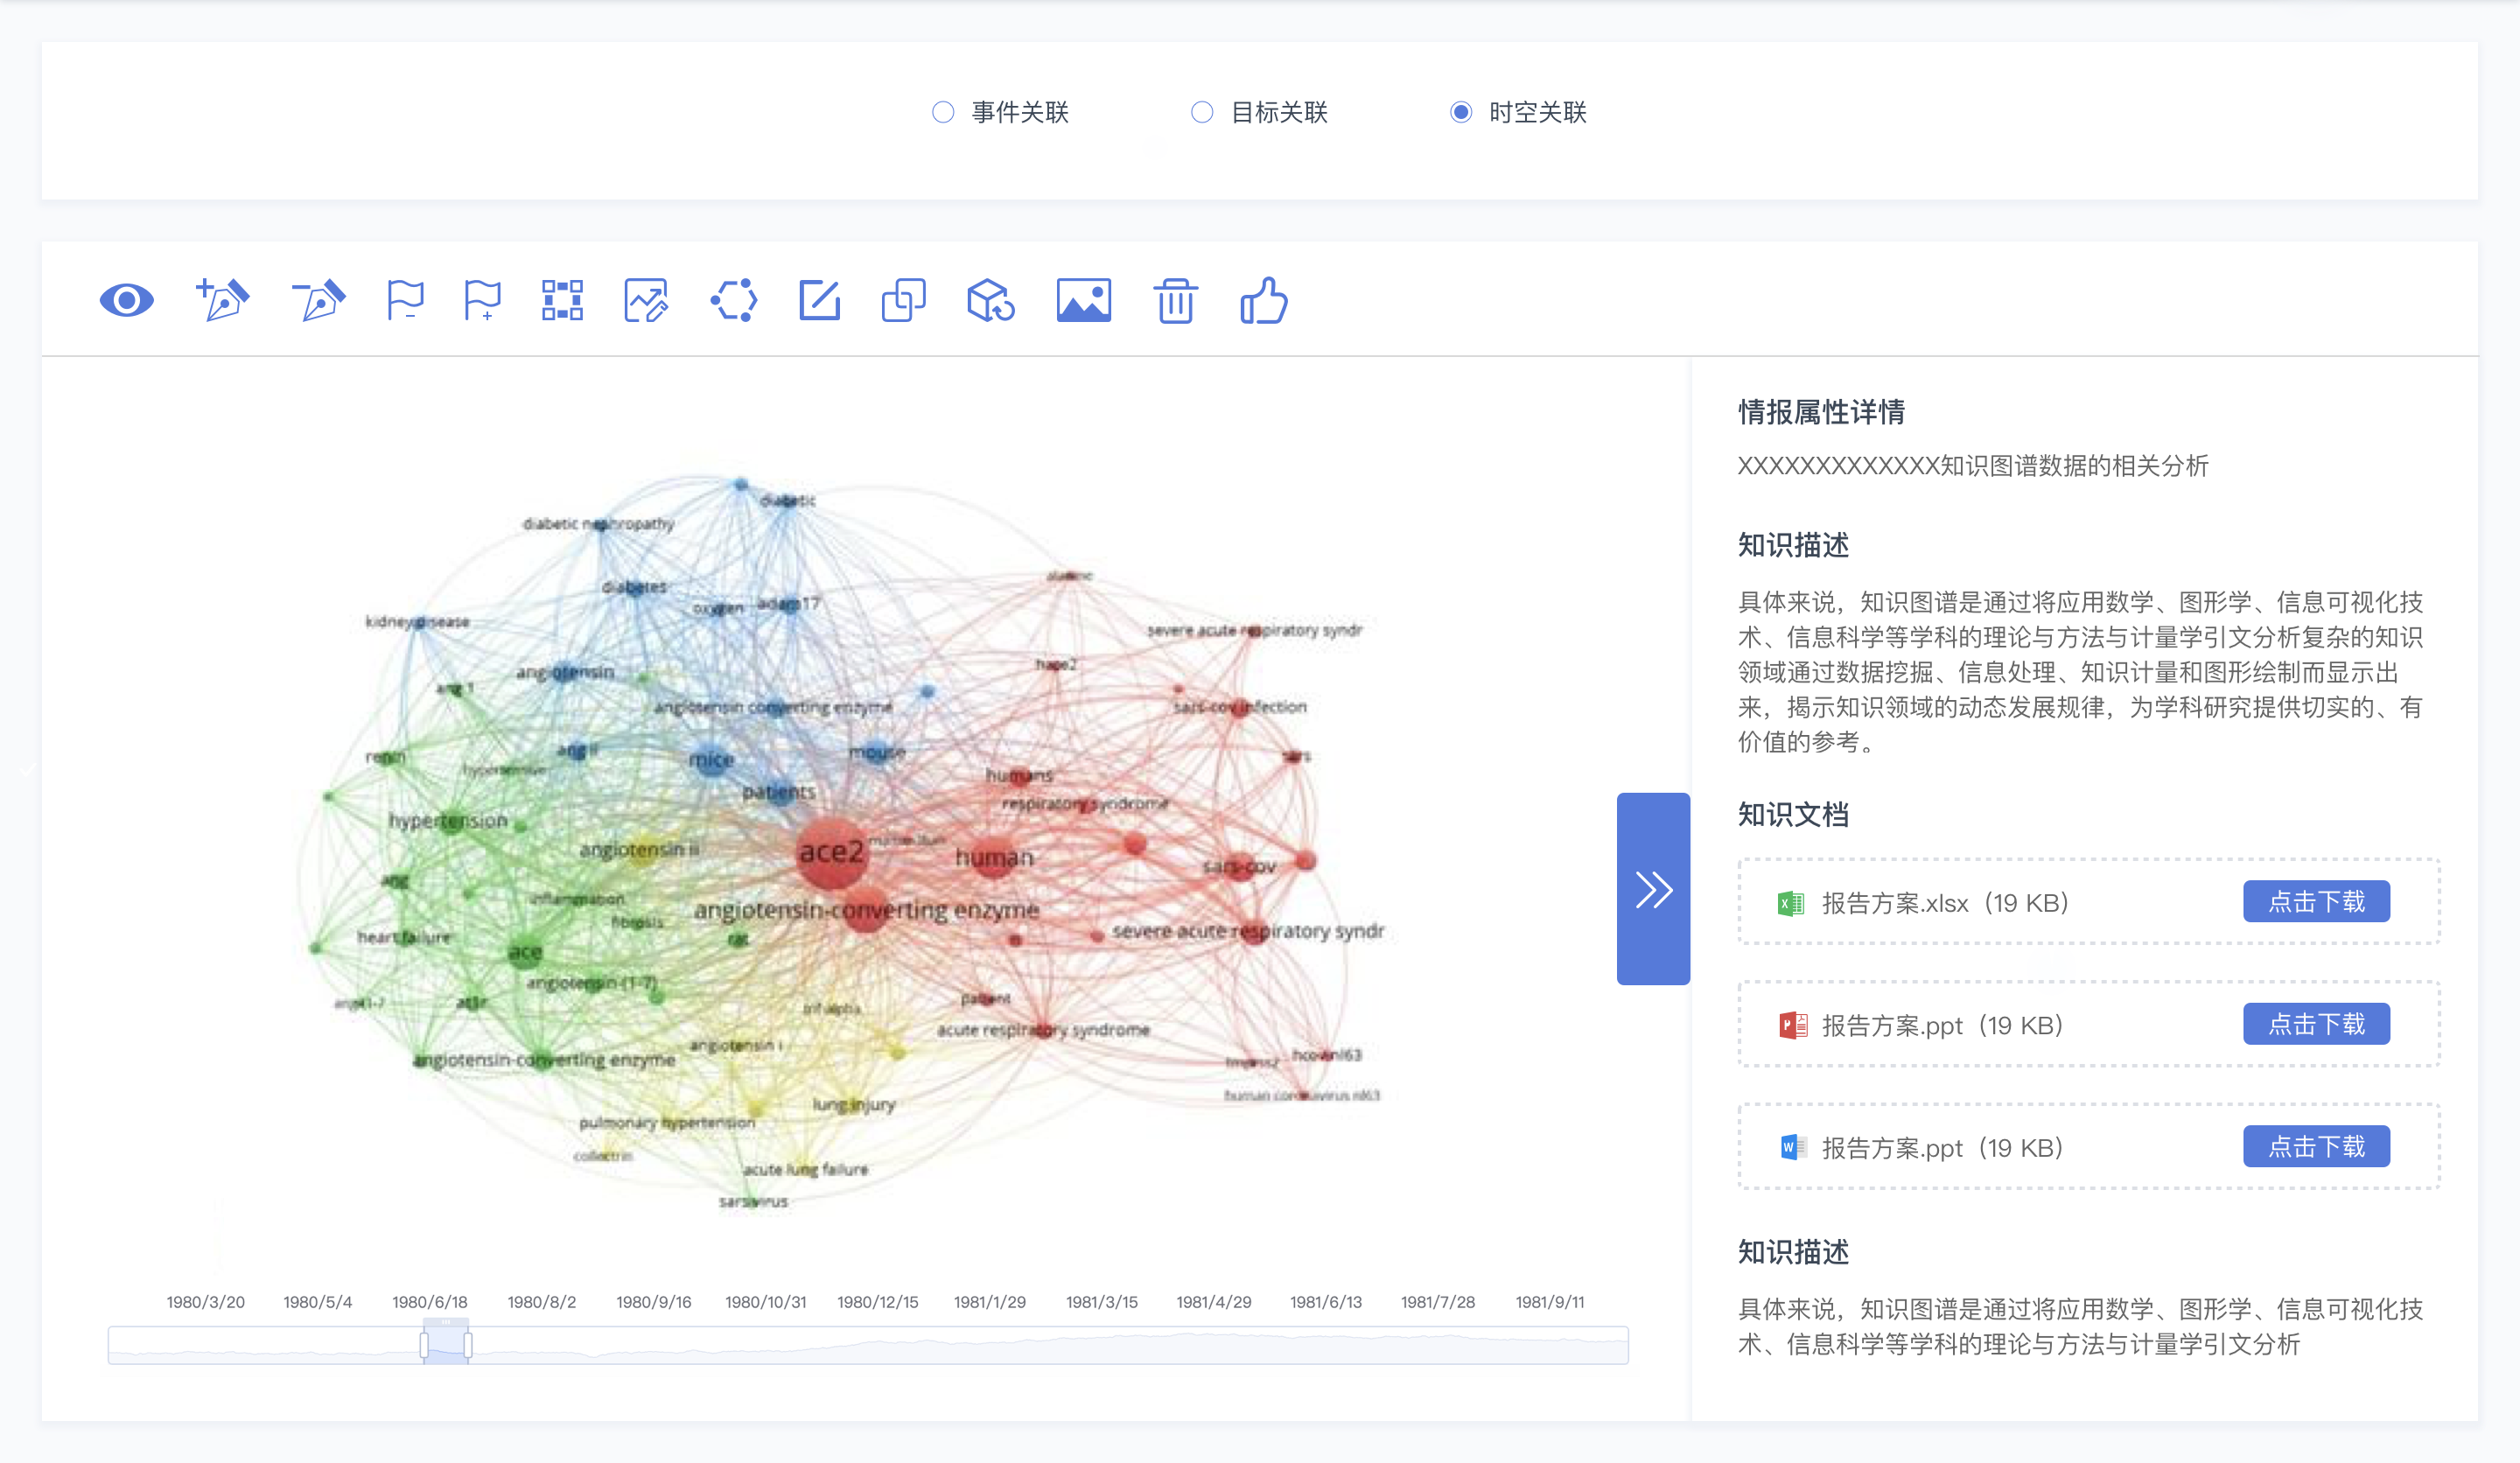 事件关联
目标关联
时空关联
情报属性详情
XXXXXXXXXXXXX知识图谱数据的相关分析
知识描述
具体来说，知识图谱是通过将应用数学、图形学、信息可视化技
术、信息科学等学科的理论与方法与计量学引文分析复杂的知识
领域通过数据挖掘、信息处理、知识计量和图形绘制而显示出
来，揭示知识领域的动态发展规律，为学科研究提供切实的、有
价值的参考。
知识文档
报告方案.xlsx（19 KB）
点击下载
报告方案.ppt（19 KB）
点击下载
报告方案.ppt（19 KB）
点击下载
知识描述
具体来说，知识图谱是通过将应用数学、图形学、信息可视化技
术、信息科学等学科的理论与方法与计量学引文分析
diabetic
diabetic nephropathy
diabetes
oxygen
adam17
kidney disease
severe acute respiratory syndr
hace2
angiotensin
ang 1
angiotensin converting enzyme
sars-cov infection
renin
ang ii
hypertensive
mice
mouse
sars
humans
patients
respiratory syndrome
hypertension
angiotensin ii
ace2
human
sars-cov
ang
inflammation
fibrosis
angiotensin-converting enzyme
heart failure
rat
severe acute respiratory syndr
ace
angiotensin-(1-7)
at1r
tnf alpha
patient
acute respiratory syndrome
angiotensin i
angiotensin-converting enzyme
hcov-nl63
human coronavirus nl63
lung injury
pulmonary hypertension
collectrin
acute lung failure
sars virus
1980/3/20
1980/5/4
1980/6/18
1980/8/2
1980/9/16
1980/10/31
1980/12/15
1981/1/29
1981/3/15
1981/4/29
1981/6/13
1981/7/28
1981/9/11